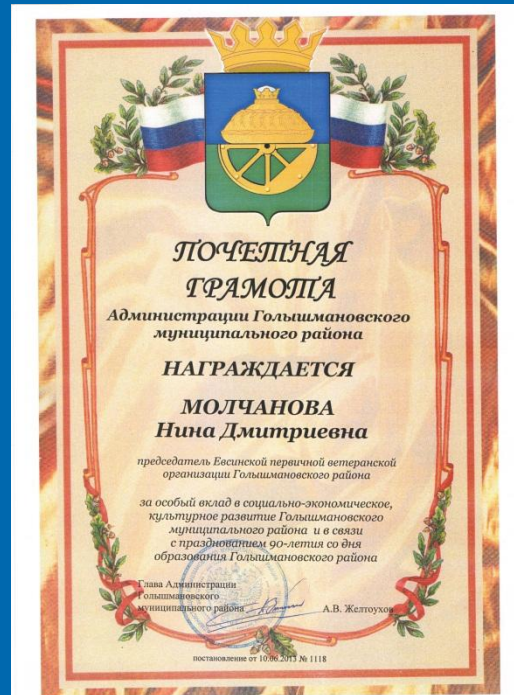 ПОЧЕТНАЯ
ГРАМОТА
Администрации Голышмановского
муниципального района
НАГРАЖДАЕТСЯ
МОЛЧАНОВА
Нина Дмитриевна
председатель Евсинской первичной ветеранской
организации Голышмановского района
за особый вклад в социально-экономическое,
культурное развитие Голышмановского
муниципального района и в связи
с празднованием 90-летия со дня
образования Голышмановского района
Глава Администрации
Голышмановского
муниципального района А.В. Желтоухов
постановление от 10.06.2013 № 1118